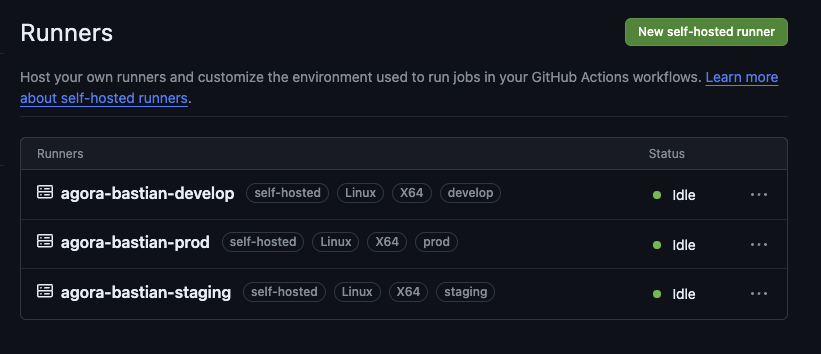 Runners
New self-hosted runner
Host your own runners and customize the environment used to run jobs in your GitHub Actions workflows. Learn more
about self-hosted runners.
Runners Status
agora-bastian-develop self-hosted Linux X64 develop Idle
agora-bastian-prod self-hosted Linux X64 prod Idle
agora-bastian-staging self-hosted Linux X64 staging Idle